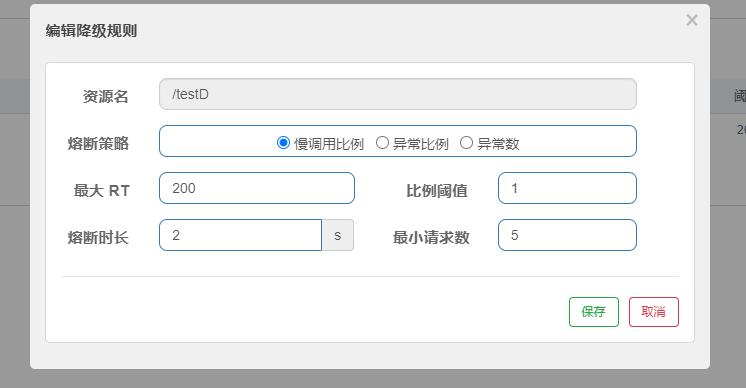 编辑降级规则
×
阈
资源名 /testD
20
熔断策略 慢调用比例 异常比例 异常数
最大 RT 200 比例阈值 1
熔断时长 2 s 最小请求数 5
保存 取消